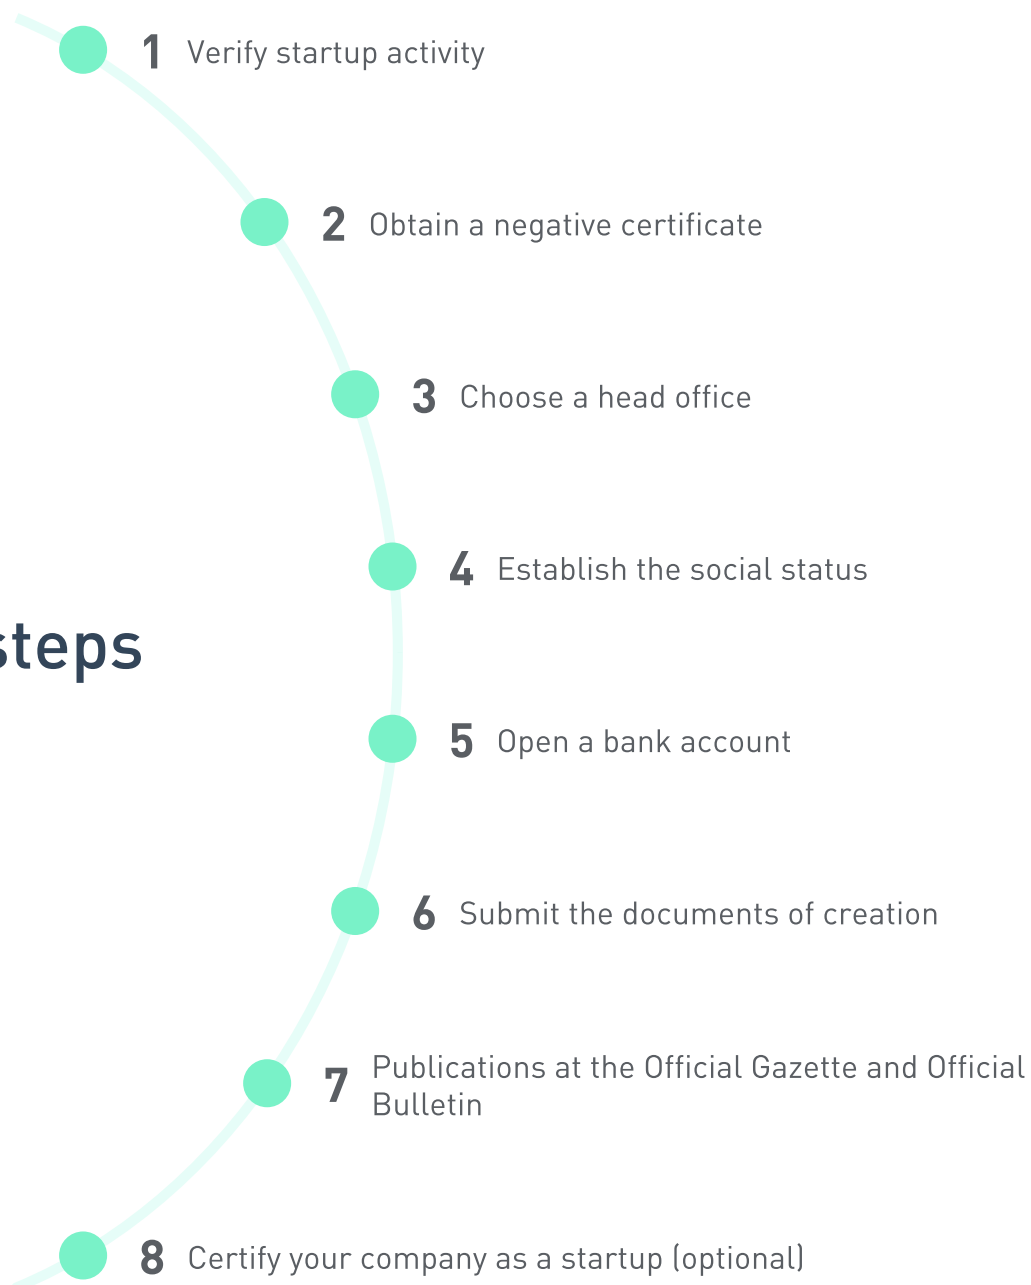 1 Verify startup activity
2 Obtain a negative certificate
3 Choose a head office
4 Establish the social status
steps
5 Open a bank account
6 Submit the documents of creation
7 Publications at the Official Gazette and Official
Bulletin
8 Certify your company as a startup (optional)